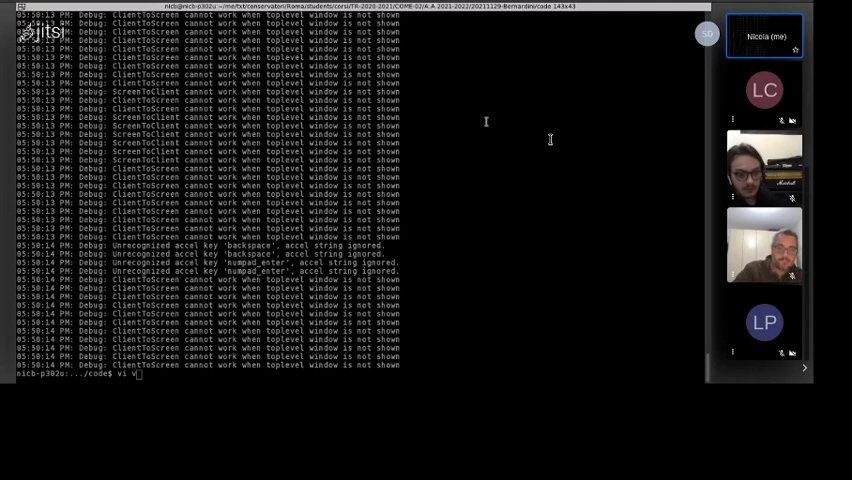 nicb@nicb-p302u:~/me/txt/conservatori/Roma/students/corsi/TR-2020-2021/COME-02/A.A.2021-2022/20211129-Bernardini/code 143x43
05:50:13 PM: Debug: ClientToScreen cannot work when toplevel window is not shown
05:50:13 PM: Debug: ClientToScreen cannot work when toplevel window is not shown
05:50:13 PM: Debug: ClientToScreen cannot work when toplevel window is not shown
05:50:13 PM: Debug: ClientToScreen cannot work when toplevel window is not shown
05:50:13 PM: Debug: ClientToScreen cannot work when toplevel window is not shown
05:50:13 PM: Debug: ClientToScreen cannot work when toplevel window is not shown
05:50:13 PM: Debug: ClientToScreen cannot work when toplevel window is not shown
05:50:13 PM: Debug: ClientToScreen cannot work when toplevel window is not shown
05:50:13 PM: Debug: ClientToScreen cannot work when toplevel window is not shown
05:50:13 PM: Debug: ScreenToClient cannot work when toplevel window is not shown
05:50:13 PM: Debug: ClientToScreen cannot work when toplevel window is not shown
05:50:13 PM: Debug: ClientToScreen cannot work when toplevel window is not shown
05:50:13 PM: Debug: ScreenToClient cannot work when toplevel window is not shown
05:50:13 PM: Debug: ClientToScreen cannot work when toplevel window is not shown
05:50:13 PM: Debug: ScreenToClient cannot work when toplevel window is not shown
05:50:13 PM: Debug: ScreenToClient cannot work when toplevel window is not shown
05:50:13 PM: Debug: ScreenToClient cannot work when toplevel window is not shown
05:50:13 PM: Debug: ScreenToClient cannot work when toplevel window is not shown
05:50:13 PM: Debug: ClientToScreen cannot work when toplevel window is not shown
05:50:13 PM: Debug: ClientToScreen cannot work when toplevel window is not shown
05:50:13 PM: Debug: ClientToScreen cannot work when toplevel window is not shown
05:50:13 PM: Debug: ClientToScreen cannot work when toplevel window is not shown
05:50:13 PM: Debug: ClientToScreen cannot work when toplevel window is not shown
05:50:13 PM: Debug: ClientToScreen cannot work when toplevel window is not shown
05:50:13 PM: Debug: ClientToScreen cannot work when toplevel window is not shown
05:50:13 PM: Debug: ClientToScreen cannot work when toplevel window is not shown
05:50:13 PM: Debug: ClientToScreen cannot work when toplevel window is not shown
05:50:14 PM: Debug: Unrecognized accel key 'backspace', accel string ignored.
05:50:14 PM: Debug: Unrecognized accel key 'backspace', accel string ignored.
05:50:14 PM: Debug: Unrecognized accel key 'numpad_enter', accel string ignored.
05:50:14 PM: Debug: Unrecognized accel key 'numpad_enter', accel string ignored.
05:50:14 PM: Debug: ClientToScreen cannot work when toplevel window is not shown
05:50:14 PM: Debug: ClientToScreen cannot work when toplevel window is not shown
05:50:14 PM: Debug: ClientToScreen cannot work when toplevel window is not shown
05:50:14 PM: Debug: ClientToScreen cannot work when toplevel window is not shown
05:50:14 PM: Debug: ClientToScreen cannot work when toplevel window is not shown
05:50:14 PM: Debug: ClientToScreen cannot work when toplevel window is not shown
05:50:14 PM: Debug: ClientToScreen cannot work when toplevel window is not shown
05:50:14 PM: Debug: ClientToScreen cannot work when toplevel window is not shown
05:50:14 PM: Debug: ClientToScreen cannot work when toplevel window is not shown
05:50:14 PM: Debug: ClientToScreen cannot work when toplevel window is not shown
05:50:14 PM: Debug: ClientToScreen cannot work when toplevel window is not shown
nicb-p302u:.../code$ vi v
jitsi
SD
Nicola (me)
LC
Marshall
LP